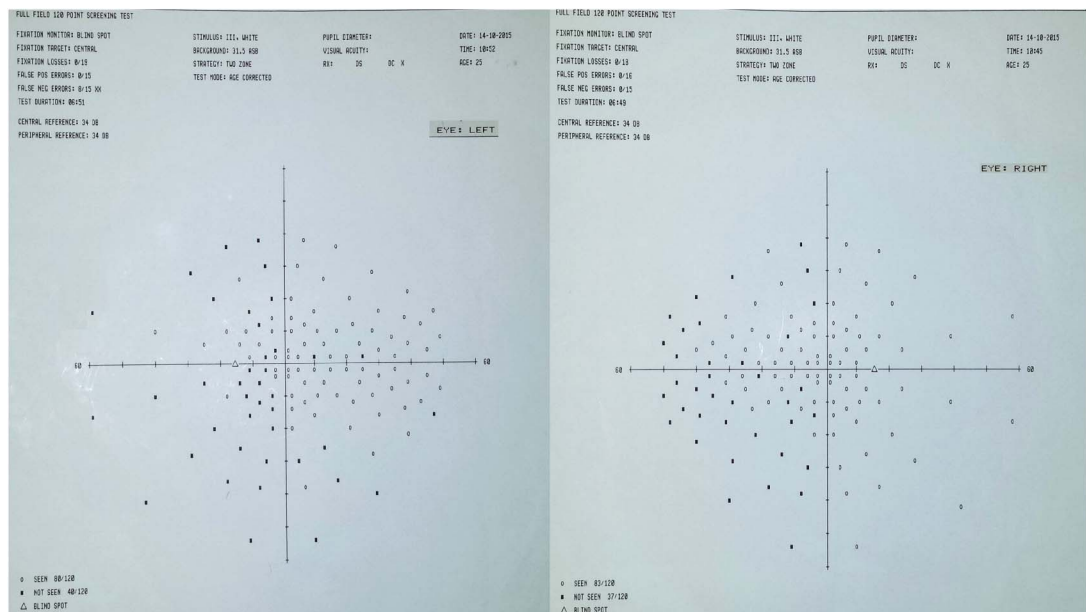 FULL FIELD 120 POINT SCREENING TEST
FIXATION MONITOR: BLIND SPOT
FIXATION TARGET: CENTRAL
FIXATION LOSSES: 0/19
FALSE POS ERRORS: 0/15
FALSE NEG ERRORS: 8/15 XX
TEST DURATION: 06:51
CENTRAL REFERENCE: 34 DB
PERIPHERAL REFERENCE: 34 DB
STIMULUS: III, WHITE
BACKGROUND: 31.5 ASB
STRATEGY: TWO ZONE
TEST MODE: AGE CORRECTED
PUPIL DIAMETER:
VISUAL ACUITY:
RX: DS DC X
DATE: 14-10-2015
TIME: 10:52
AGE: 25
EYE: LEFT
60
60
SEEN 80/120
NOT SEEN 40/120
BLIND SPOT
FULL FIELD 120 POINT SCREENING TEST
FIXATION MONITOR: BLIND SPOT
FIXATION TARGET: CENTRAL
FIXATION LOSSES: 0/18
FALSE POS ERRORS: 0/16
FALSE NEG ERRORS: 0/15
TEST DURATION: 06:49
CENTRAL REFERENCE: 34 DB
PERIPHERAL REFERENCE: 34 DB
STIMULUS: III, WHITE
BACKGROUND: 31.5 ASB
STRATEGY: TWO ZONE
TEST MODE: AGE CORRECTED
PUPIL DIAMETER:
VISUAL ACUITY:
RX: DS DC X
DATE: 14-10-2015
TIME: 10:45
AGE: 25
EYE: RIGHT
60
60
SEEN 83/120
NOT SEEN 37/120
BLIND SPOT